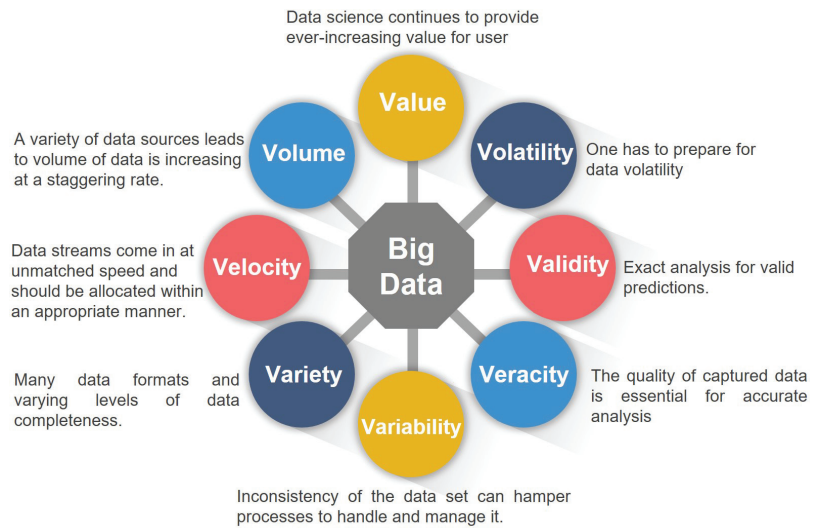 Data science continues to provide
ever-increasing value for user
Value
Volatility
One has to prepare for
data volatility
Validity
Exact analysis for valid
predictions.
Veracity
The quality of captured data
is essential for accurate
analysis
Variability
Inconsistency of the data set can hamper
processes to handle and manage it.
Variety
Many data formats and
varying levels of data
completeness.
Velocity
Data streams come in at
unmatched speed and
should be allocated within
an appropriate manner.
Volume
A variety of data sources leads
to volume of data is increasing
at a staggering rate.
Big
Data